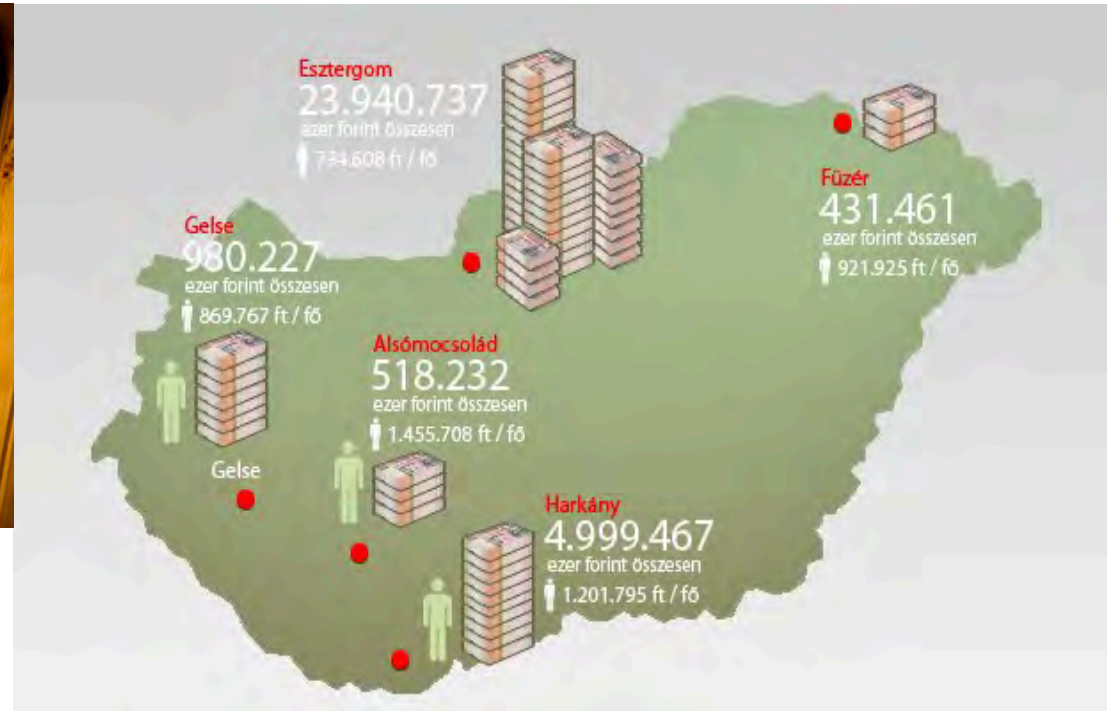 Esztergom
23.940.737
ezer forint összesen
734.608 ft / fő
Füzér
431.461
ezer forint összesen
921.925 ft / fő
Gelse
980.227
ezer forint összesen
869.767 ft / fő
Alsómocsolád
518.232
ezer forint összesen
1.455.708 ft / fő
Gelse
Harkány
4.999.467
ezer forint összesen
1.201.795 ft / fő